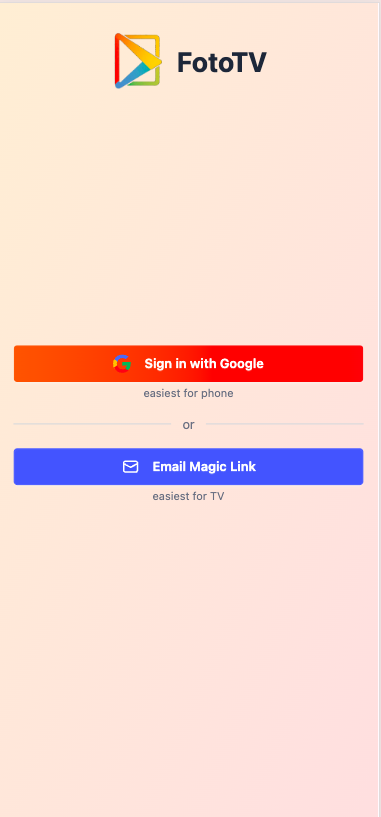 FotoTV
Sign in with Google
easiest for phone
or
Email Magic Link
easiest for TV